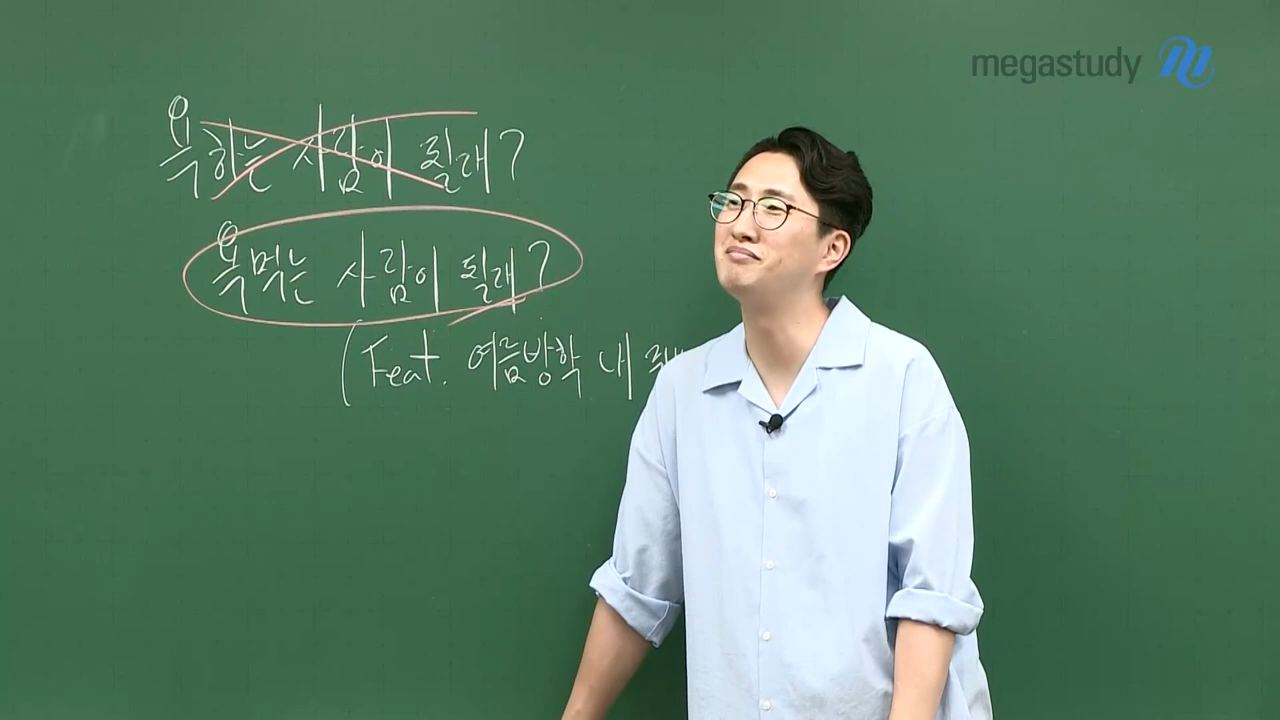 megastudy
욕하는 사람이 될래?
욕먹는 사람이 될래?
(Feat. 여름방학 내